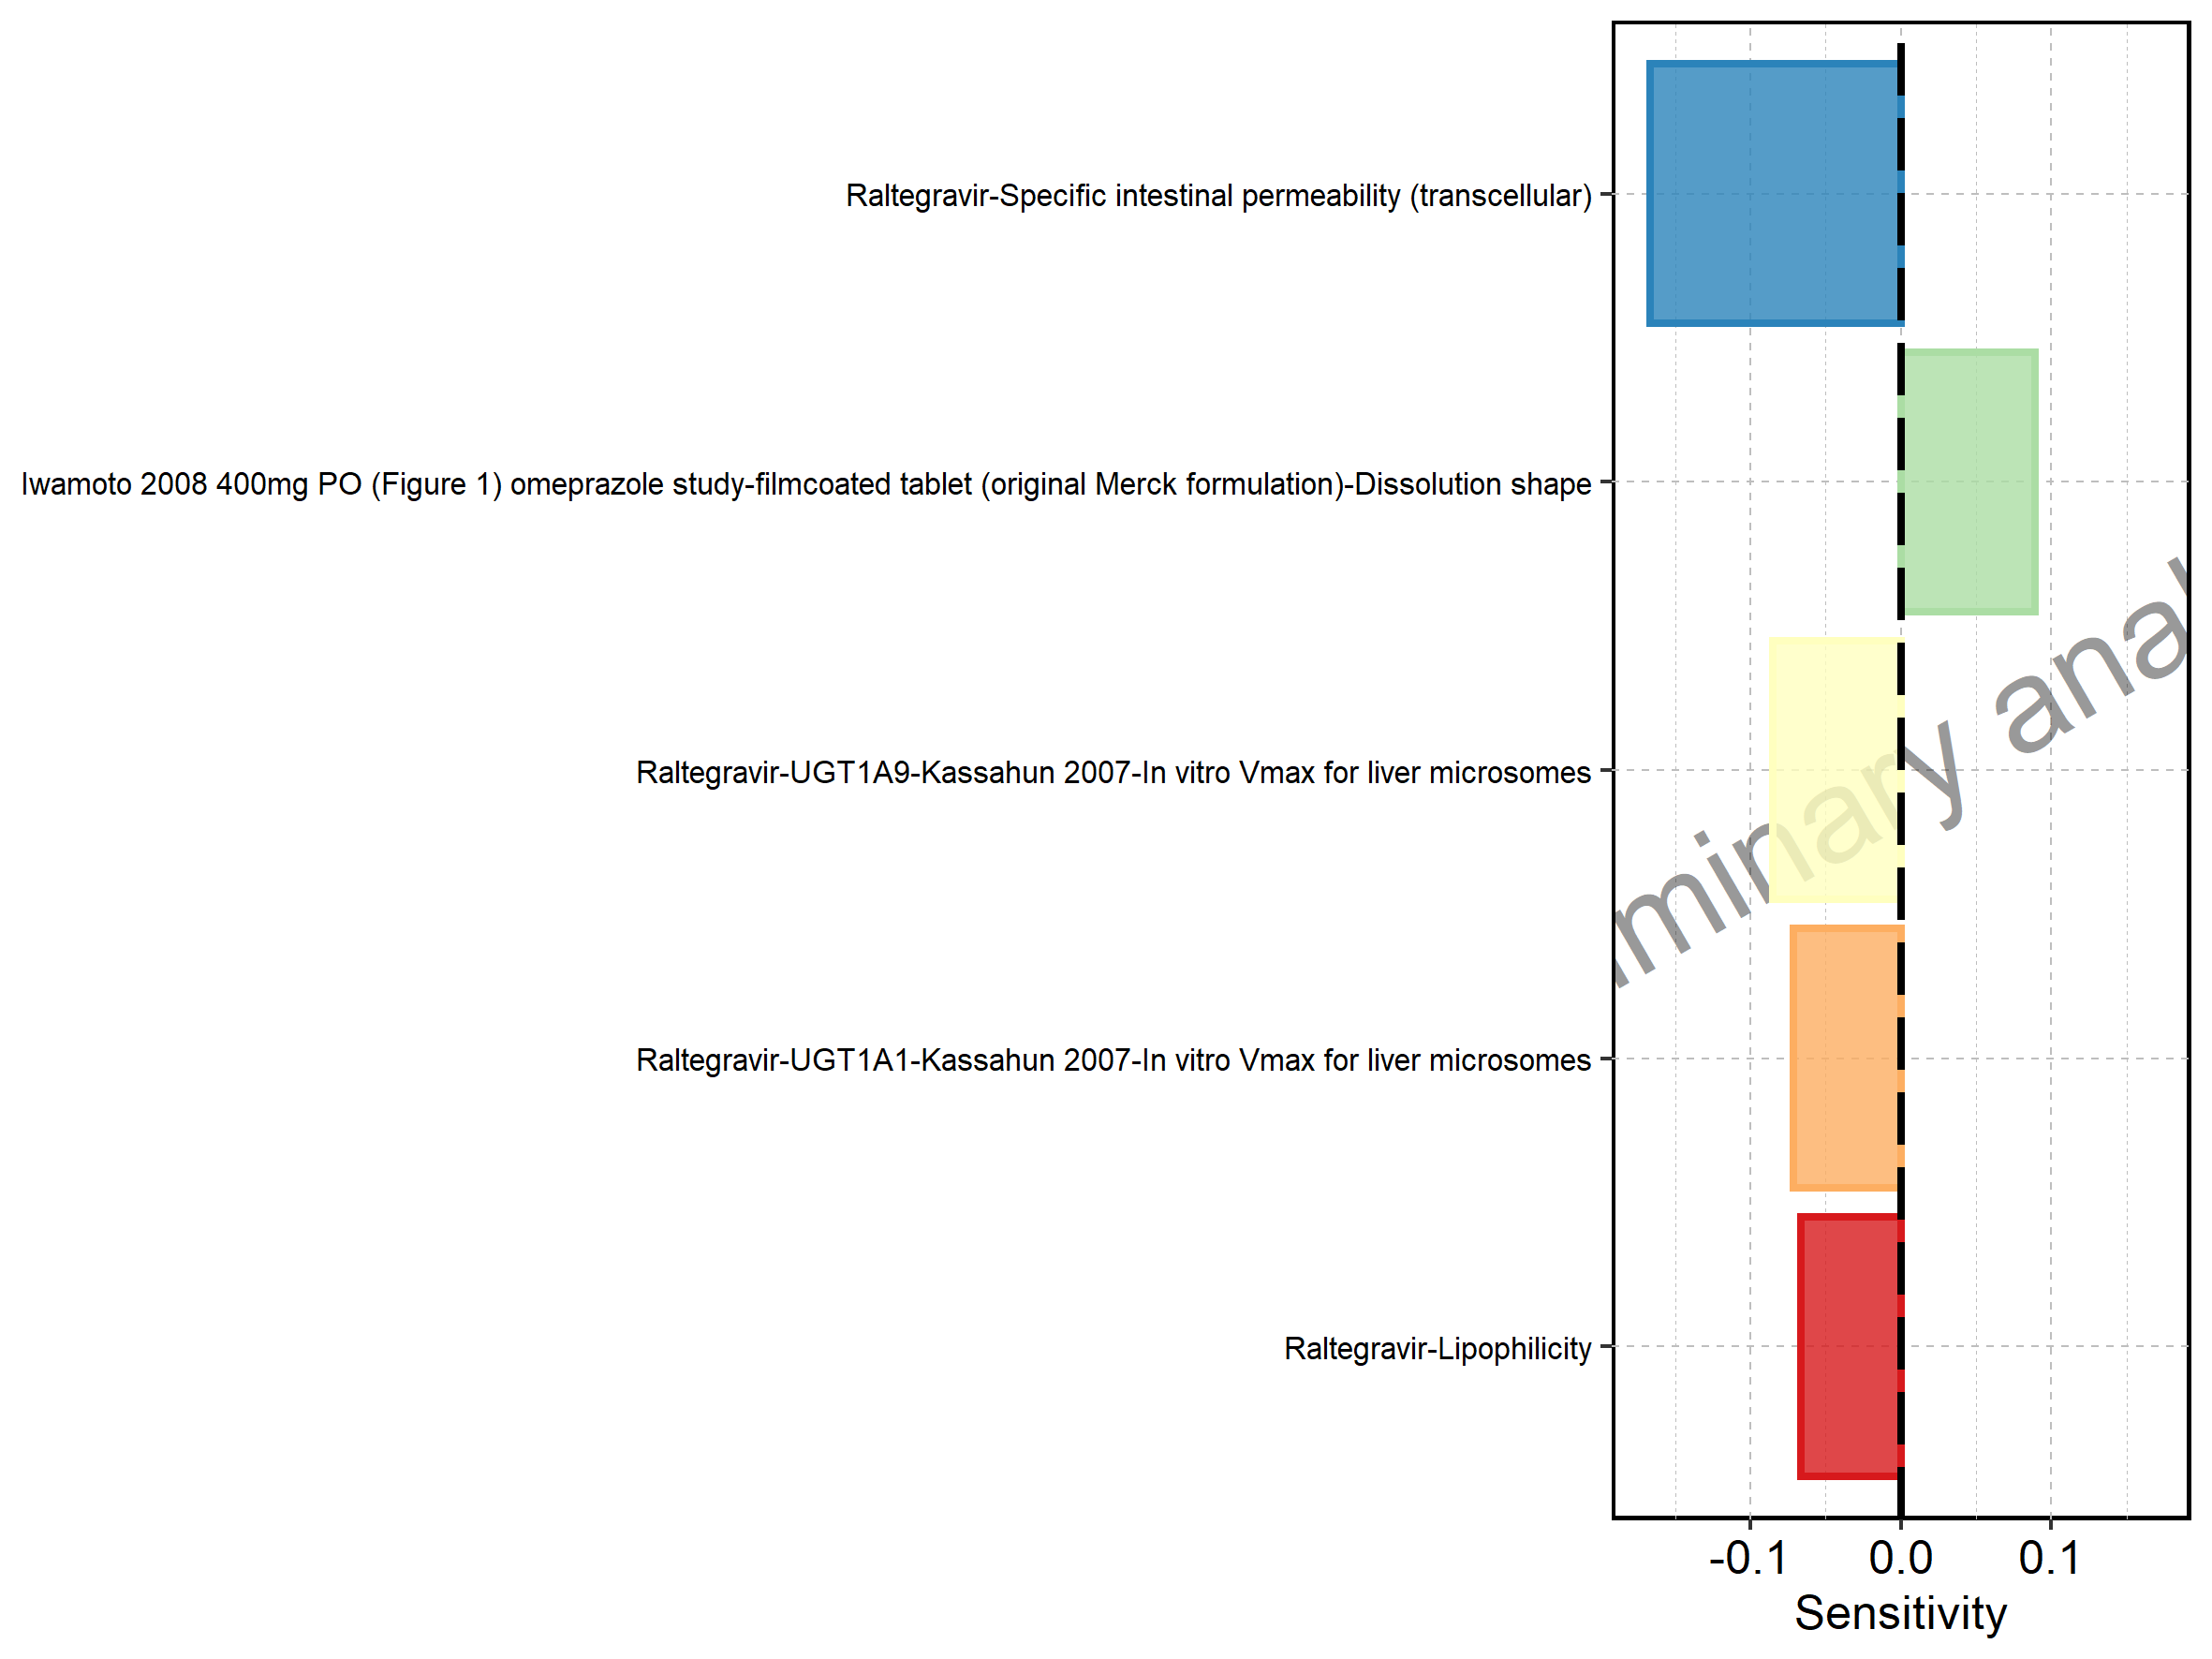 Raltegravir-Specific intestinal permeability (transcellular)
Iwamoto 2008 400mg PO (Figure 1) omeprazole study-filmcoated tablet (original Merck formulation)-Dissolution shape
Raltegravir-UGT1A9-Kassahun 2007-In vitro Vmax for liver microsomes
minary ana
Raltegravir-UGT1A1-Kassahun 2007-In vitro Vmax for liver microsomes
Raltegravir-Lipophilicity
-0.1 0.0 0.1
Sensitivity